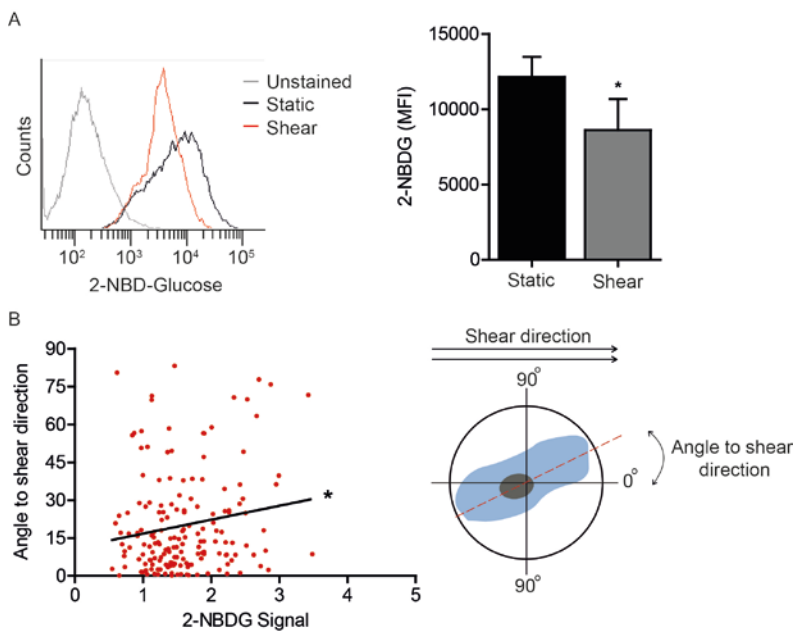 A
Unstained
Static
Shear
Counts
10²
10³
10⁴
10⁵
2-NBD-Glucose
15000
10000
5000
0
2-NBDG (MFI)
*
Static
Shear
B
90
75
60
45
30
15
0
Angle to shear direction
*
0
1
2
3
4
5
2-NBDG Signal
Shear direction
90°
0°
Angle to shear
direction
90°